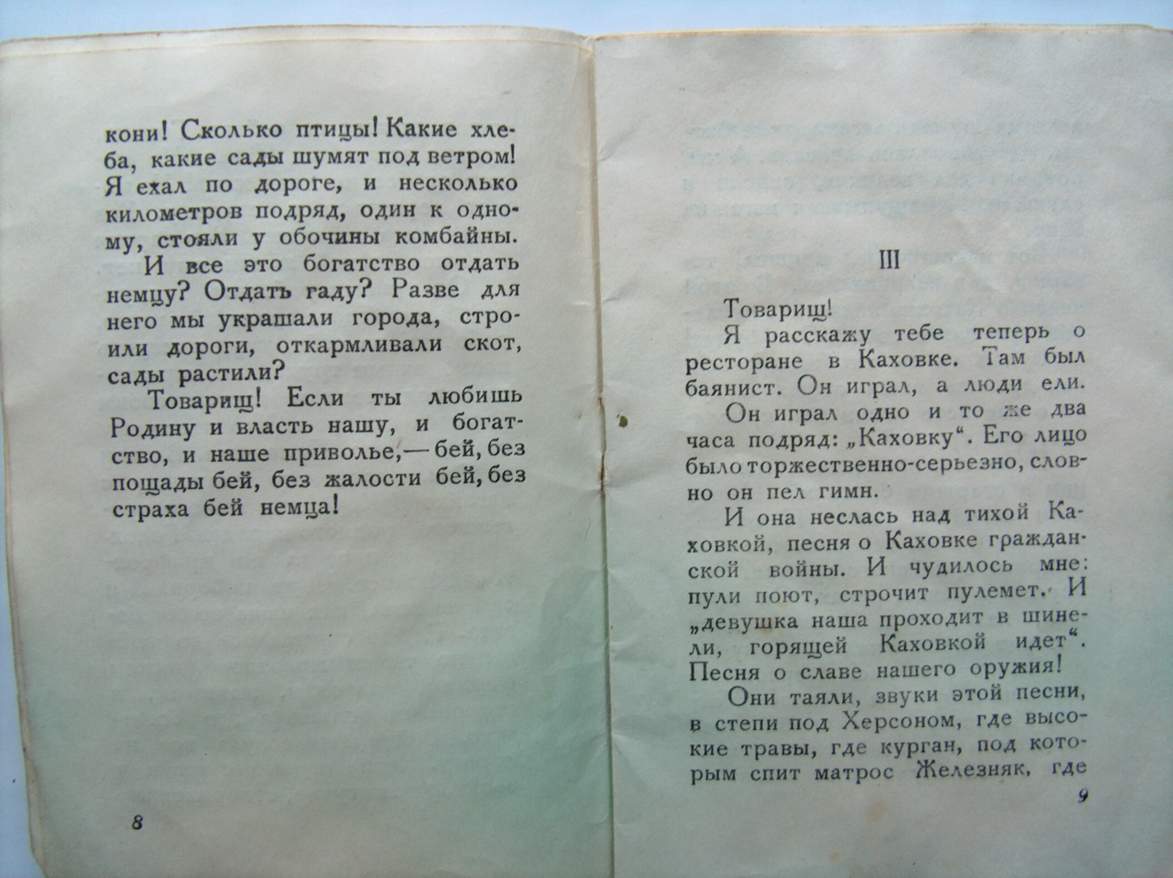 кони! Сколько птицы! Какие хле-
ба, какие сады шумят под ветром!
Я ехал по дороге, и несколько
километров подряд, один к одно-
му, стояли у обочины комбайны.
И все это богатство отдать
немцу? Отдать гаду? Разве для
него мы украшали города, стро-
или дороги, откармливали скот,
сады растили?
Товарищ! Если ты любишь
Родину и власть нашу, и богат-
ство, и наше приволье,—бей, без
пощады бей, без жалости бей, без
страха бей немца!
8
III
Товарищ!
Я расскажу тебе теперь о
ресторане в Каховке. Там был
баянист. Он играл, а люди ели.
Он играл одно и то же два
часа подряд: „Каховку“. Его лицо
было торжественно-серьезно, слов-
но он пел гимн.
И она неслась над тихой Ка-
ховкой, песня о Каховке граждан-
ской войны. И чудилось мне:
пули поют, строчит пулемет. И
„девушка наша проходит в шине-
ли, горящей Каховкой идет“.
Песня о славе нашего оружия!
Они таяли, звуки этой песни,
в степи под Херсоном, где высо-
кие травы, где курган, под кото-
рым спит матрос Железняк, где
9